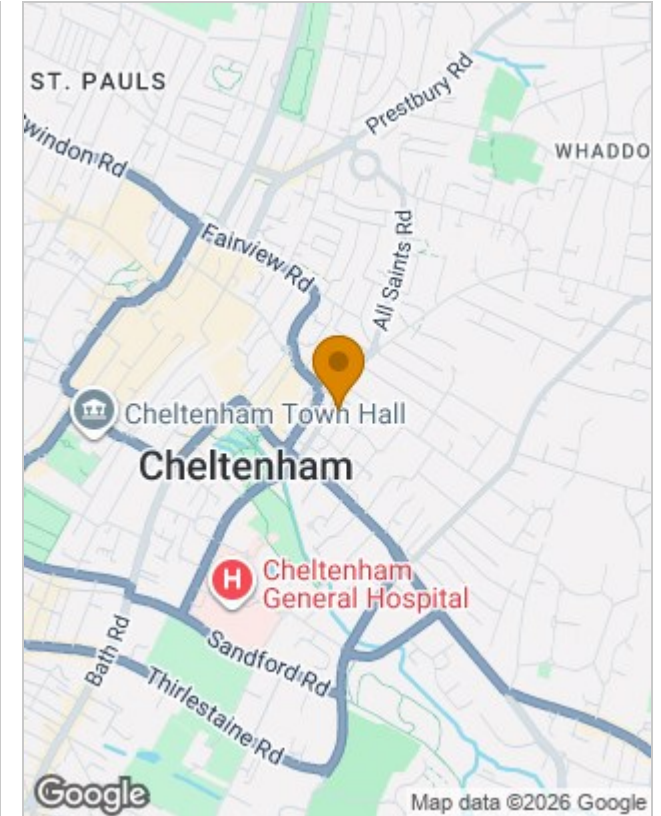 ST. PAULS
Prestbury Rd
WHADDO
Swindon Rd
Fairview Rd
All Saints Rd
Cheltenham Town Hall
Cheltenham
H
Cheltenham
General Hospital
Bath Rd
Sandford Rd
Thirlestaine Rd
Google
Map data ©2026 Google